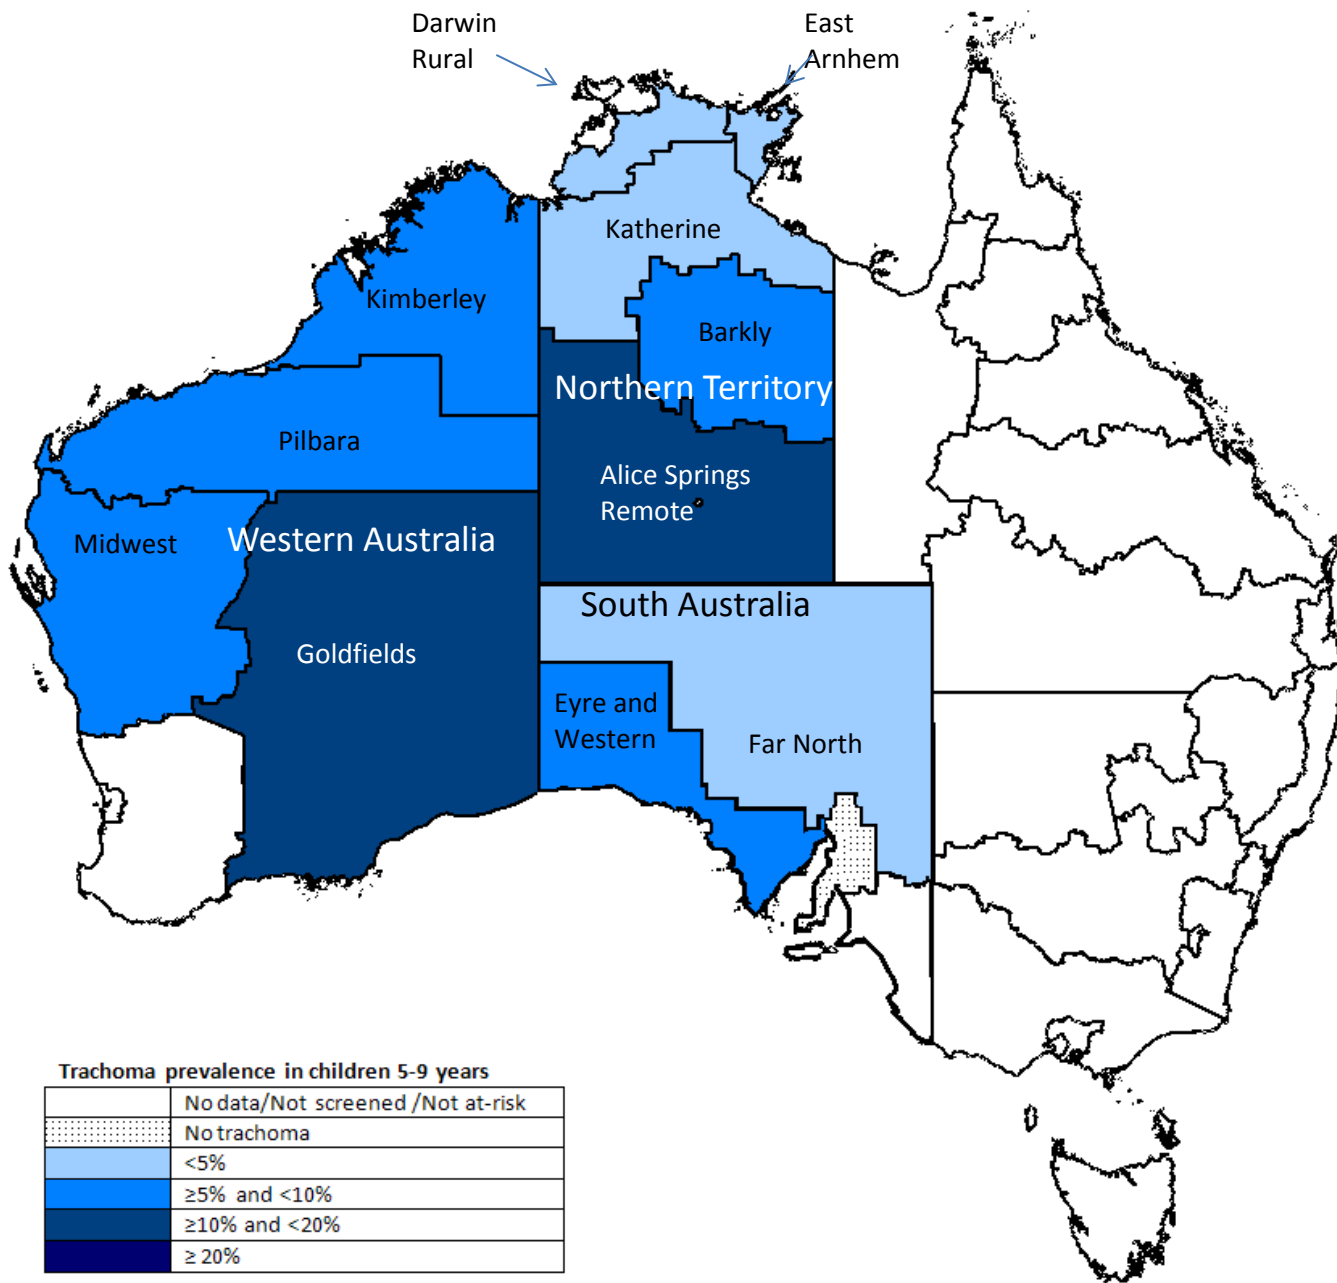 Darwin
Rural
East
Arnhem
Katherine
Kimberley
Barkly
Northern Territory
Pilbara
Alice Springs
Remote
Midwest
Western Australia
South Australia
Goldfields
Eyre and
Western
Far North
Trachoma prevalence in children 5-9 years
No data/Not screened /Not at-risk
No trachoma
<5%
≥5% and <10%
≥10% and <20%
≥ 20%